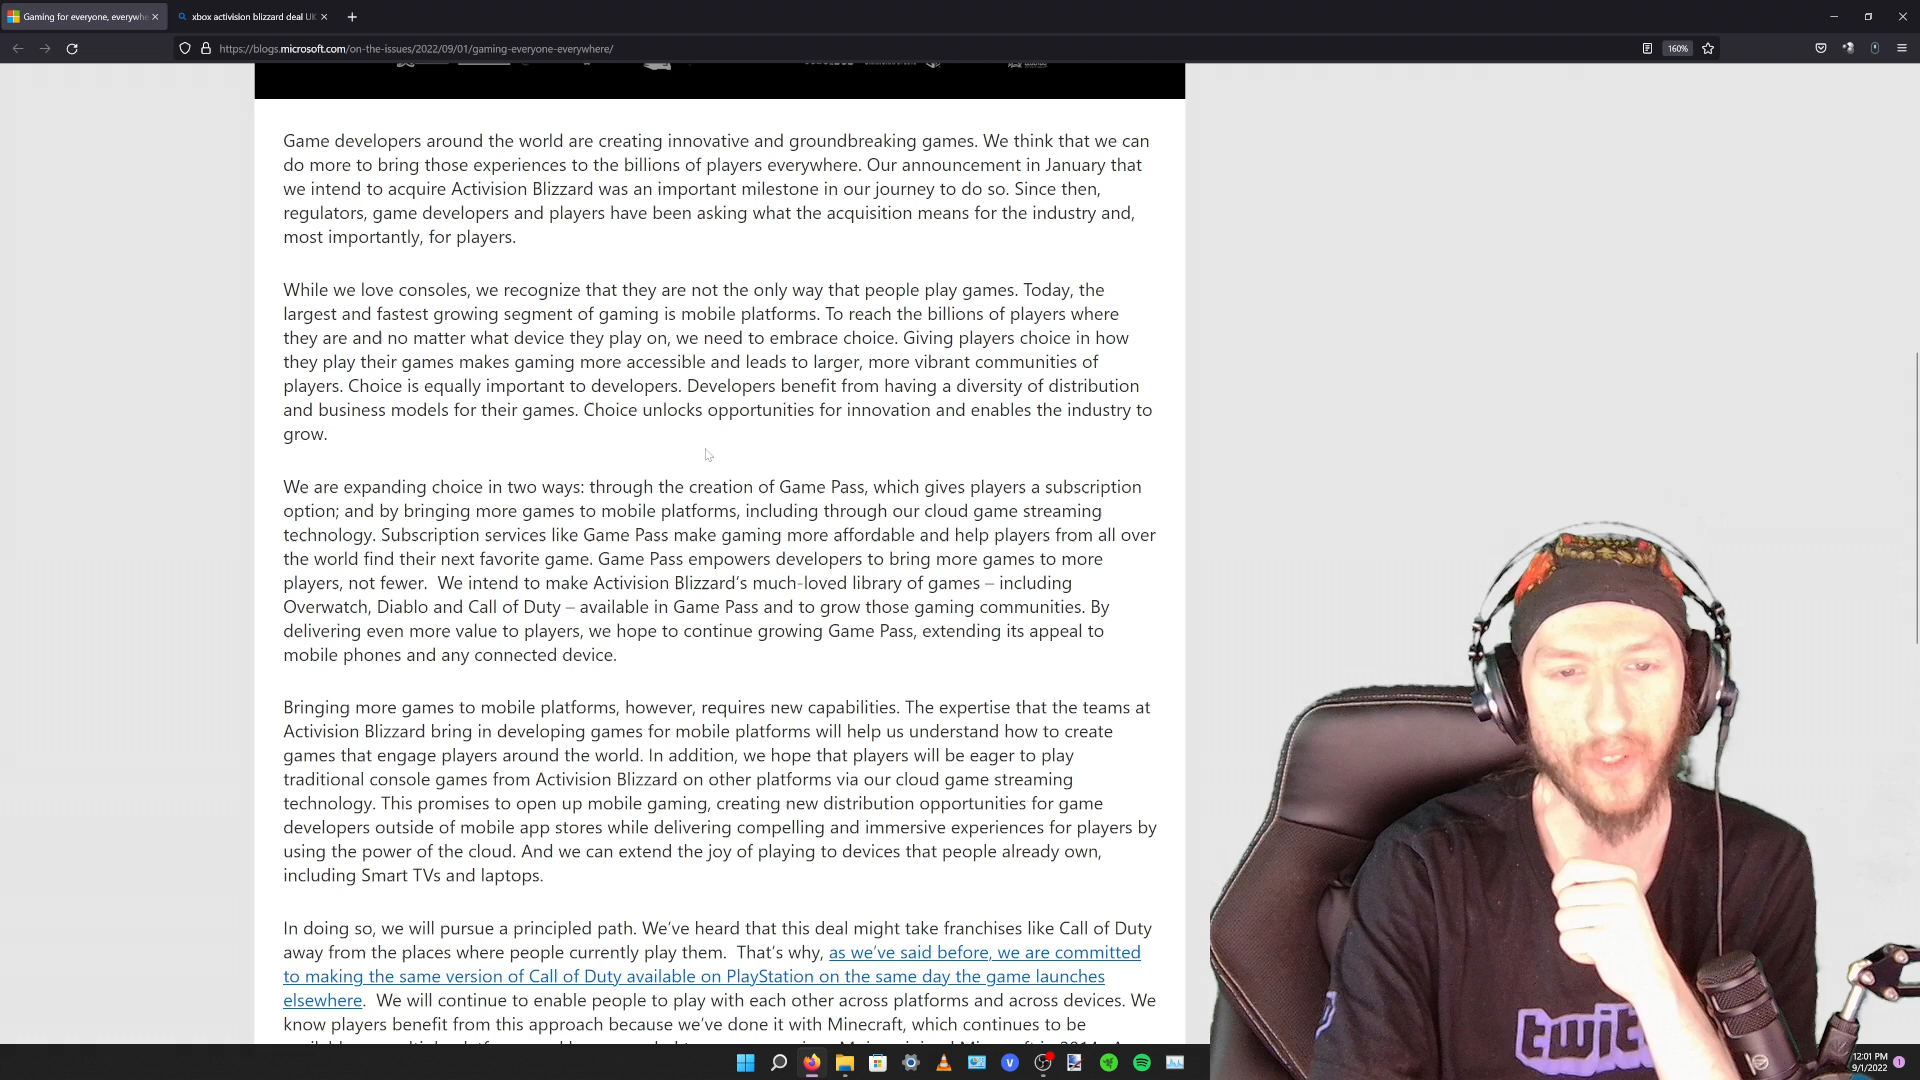 Gaming for everyone, everywhe
xbox activision blizzard deal UK
https://blogs.microsoft.com/on-the-issues/2022/09/01/gaming-everyone-everywhere/
160%
Game developers around the world are creating innovative and groundbreaking games. We think that we can
do more to bring those experiences to the billions of players everywhere. Our announcement in January that
we intend to acquire Activision Blizzard was an important milestone in our journey to do so. Since then,
regulators, game developers and players have been asking what the acquisition means for the industry and,
most importantly, for players.
While we love consoles, we recognize that they are not the only way that people play games. Today, the
largest and fastest growing segment of gaming is mobile platforms. To reach the billions of players where
they are and no matter what device they play on, we need to embrace choice. Giving players choice in how
they play their games makes gaming more accessible and leads to larger, more vibrant communities of
players. Choice is equally important to developers. Developers benefit from having a diversity of distribution
and business models for their games. Choice unlocks opportunities for innovation and enables the industry to
grow.
We are expanding choice in two ways: through the creation of Game Pass, which gives players a subscription
option; and by bringing more games to mobile platforms, including through our cloud game streaming
technology. Subscription services like Game Pass make gaming more affordable and help players from all over
the world find their next favorite game. Game Pass empowers developers to bring more games to more
players, not fewer.  We intend to make Activision Blizzard's much-loved library of games – including
Overwatch, Diablo and Call of Duty – available in Game Pass and to grow those gaming communities. By
delivering even more value to players, we hope to continue growing Game Pass, extending its appeal to
mobile phones and any connected device.
Bringing more games to mobile platforms, however, requires new capabilities. The expertise that the teams at
Activision Blizzard bring in developing games for mobile platforms will help us understand how to create
games that engage players around the world. In addition, we hope that players will be eager to play
traditional console games from Activision Blizzard on other platforms via our cloud game streaming
technology. This promises to open up mobile gaming, creating new distribution opportunities for game
developers outside of mobile app stores while delivering compelling and immersive experiences for players by
using the power of the cloud. And we can extend the joy of playing to devices that people already own,
including Smart TVs and laptops.
In doing so, we will pursue a principled path. We've heard that this deal might take franchises like Call of Duty
away from the places where people currently play them.  That's why, as we've said before, we are committed
to making the same version of Call of Duty available on PlayStation on the same day the game launches
elsewhere.  We will continue to enable people to play with each other across platforms and across devices. We
know players benefit from this approach because we've done it with Minecraft, which continues to be
twit
12:01 PM
9/1/2022
1